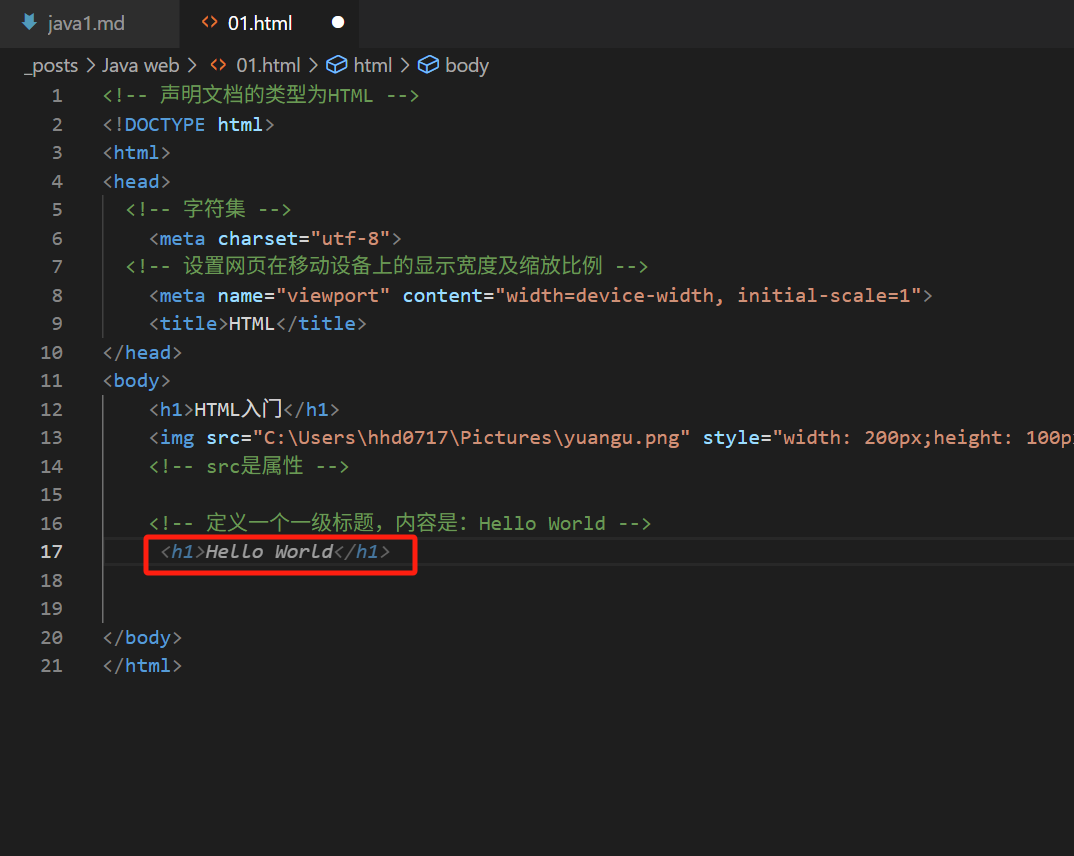 java1.md
01.html
_posts > Java web > <> 01.html > html > body
1 <!-- 声明文档的类型为HTML -->
2 <!DOCTYPE html>
3 <html>
4 <head>
5 <!-- 字符集 -->
6 <meta charset="utf-8">
7 <!-- 设置网页在移动设备上的显示宽度及缩放比例 -->
8 <meta name="viewport" content="width=device-width, initial-scale=1">
9 <title>HTML</title>
10 </head>
11 <body>
12 <h1>HTML入门</h1>
13 <img src="C:\Users\hhd0717\Pictures\yuangu.png" style="width: 200px;height: 100p
14 <!-- src是属性 -->
15
16 <!-- 定义一个一级标题，内容是：Hello World -->
17 <h1>Hello World</h1>
18
19
20 </body>
21 </html>